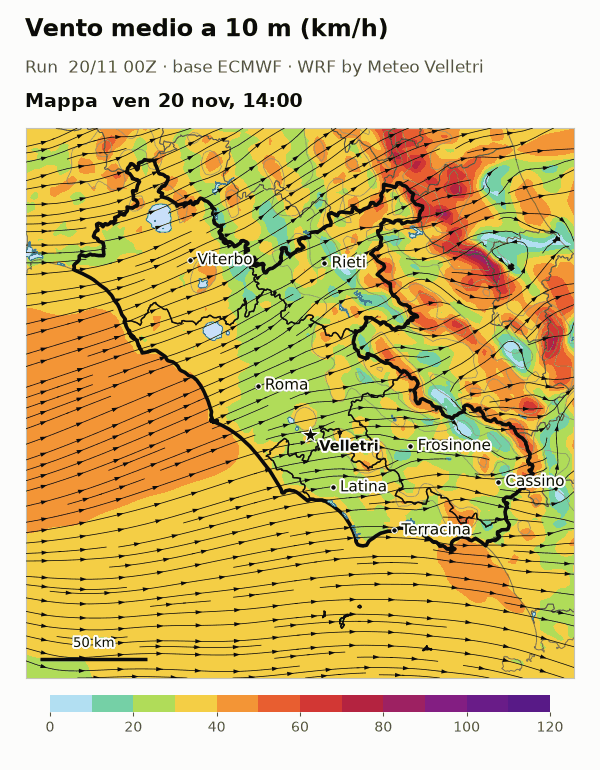 Vento medio a 10 m (km/h)
Run  20/11 00Z · base ECMWF · WRF by Meteo Velletri
Mappa  ven 20 nov, 14:00
Viterbo
Rieti
Roma
Velletri
Frosinone
Cassino
Latina
Terracina
50 km
0 20 40 60 80 100 120